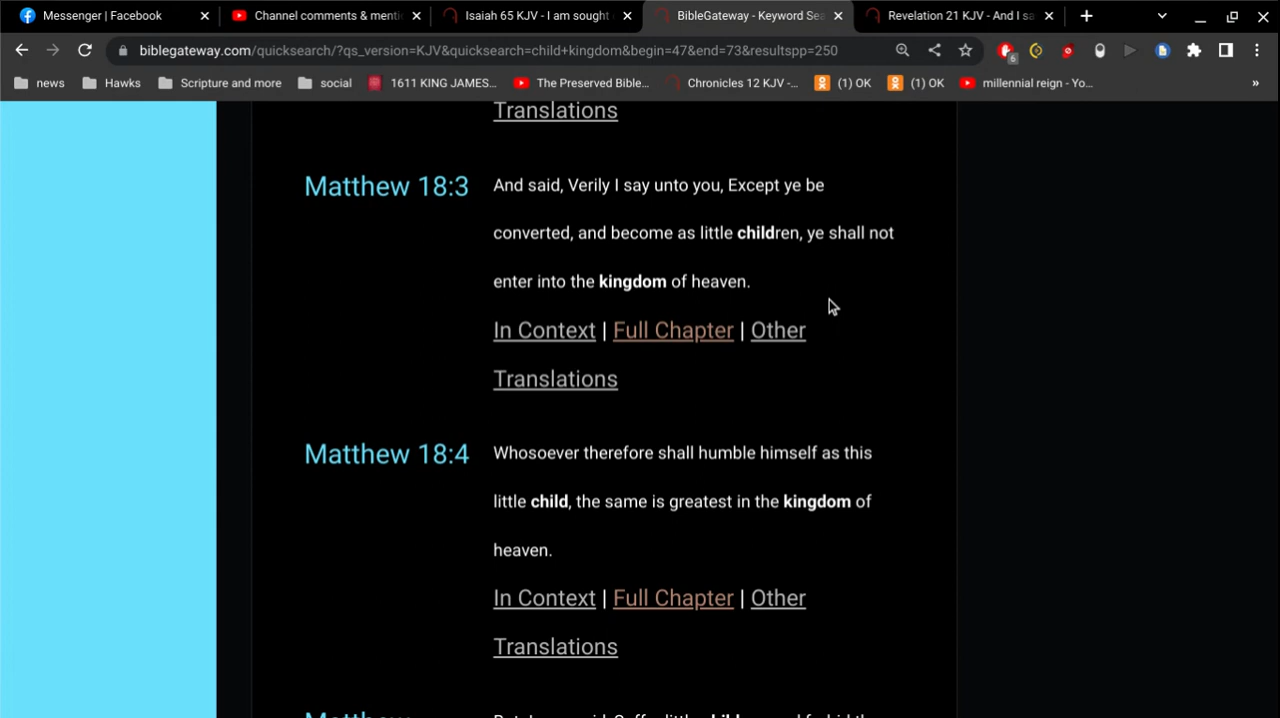 Messenger | Facebook
Channel comments & menti
Isaiah 65 KJV - I am sought
BibleGateway - Keyword Sea
Revelation 21 KJV - And I sa
biblegateway.com/quicksearch/?qs_version=KJV&quicksearch=child+kingdom&begin=47&end=73&resultspp=250
6
news
Hawks
Scripture and more
social
1611 KING JAMES...
The Preserved Bible...
Chronicles 12 KJV -...
(1) OK
(1) OK
millennial reign - Yo...
»
Translations
Matthew 18:3
And said, Verily I say unto you, Except ye be
converted, and become as little children, ye shall not
enter into the kingdom of heaven.
In Context | Full Chapter | Other
Translations
Matthew 18:4
Whosoever therefore shall humble himself as this
little child, the same is greatest in the kingdom of
heaven.
In Context | Full Chapter | Other
Translations
Matthew